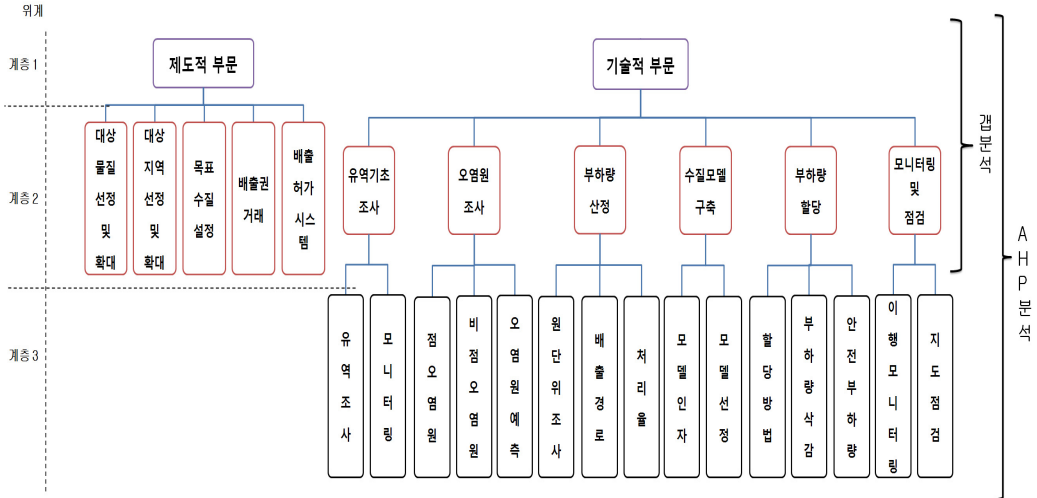 위계
계층1
제도적 부문
기술적 부문
계층2
대상
물질
선정
및
확대
대상
지역
선정
및
확대
목표
수질
설정
배출권
거래
배출
허가
시스
템
유역기초
조사
오염원
조사
부하량
산정
수질모델
구축
부하량
할당
모니터링
및
점검
계층3
유역조사
모니터링
점오염원
비점오염원
오염원예측
원단위조사
배출경로
처리율
모델인자
모델선정
할당방법
부하량삭감
안전부하량
이행모니터링
지도점검
갭분석
AHP분석